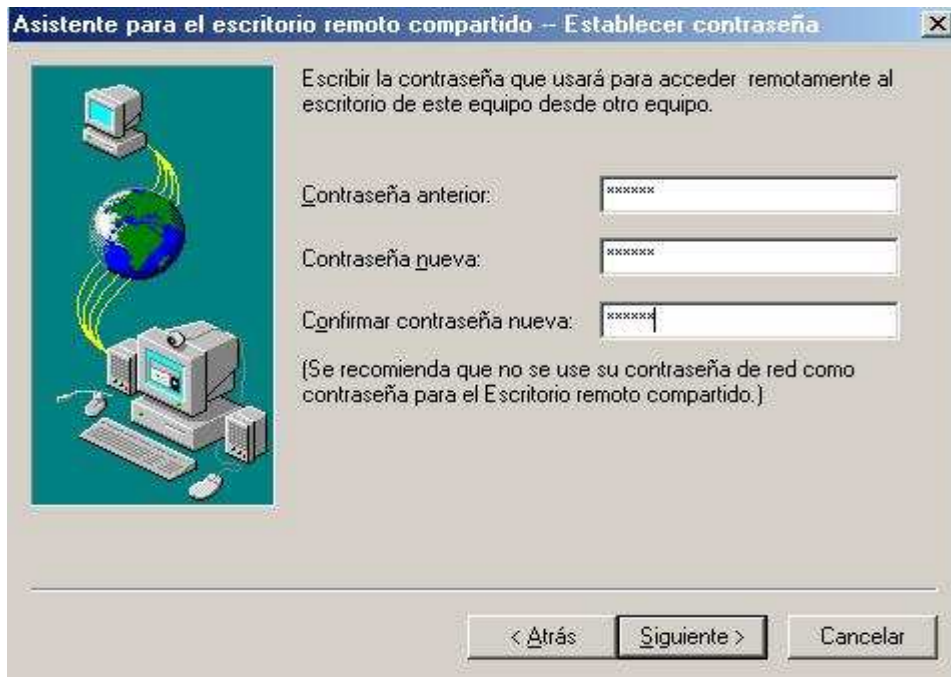 Asistente para el escritorio remoto compartido -- Establecer contraseña
Escribir la contraseña que usará para acceder remotamente al
escritorio de este equipo desde otro equipo.
Contraseña anterior: ******
Contraseña nueva: ******
Confirmar contraseña nueva: ******
(Se recomienda que no se use su contraseña de red como
contraseña para el Escritorio remoto compartido.)
< Atrás Siguiente > Cancelar